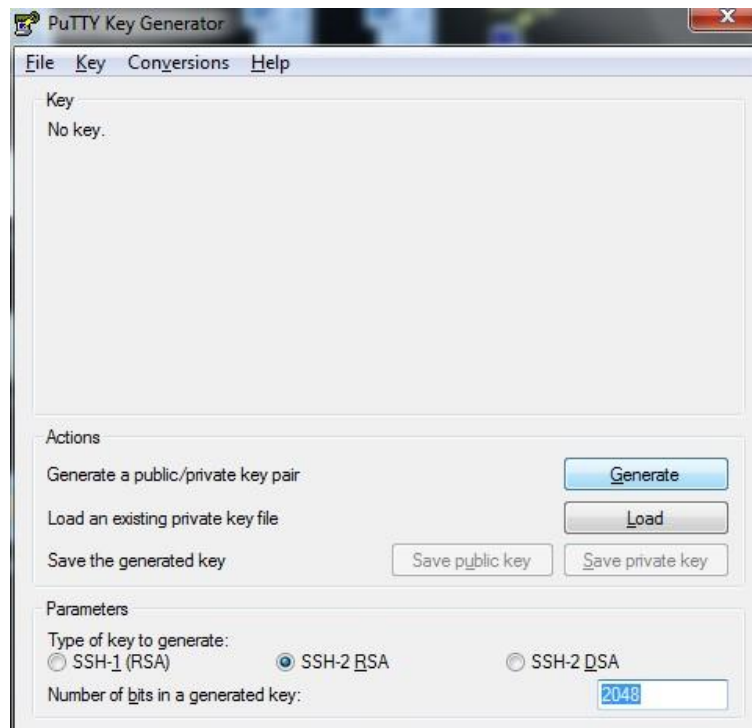 PuTTY Key Generator
File Key Conversions Help
Key
No key.
Actions
Generate a public/private key pair Generate
Load an existing private key file Load
Save the generated key Save public key Save private key
Parameters
Type of key to generate:
SSH-1 (RSA) SSH-2 RSA SSH-2 DSA
Number of bits in a generated key: 2048